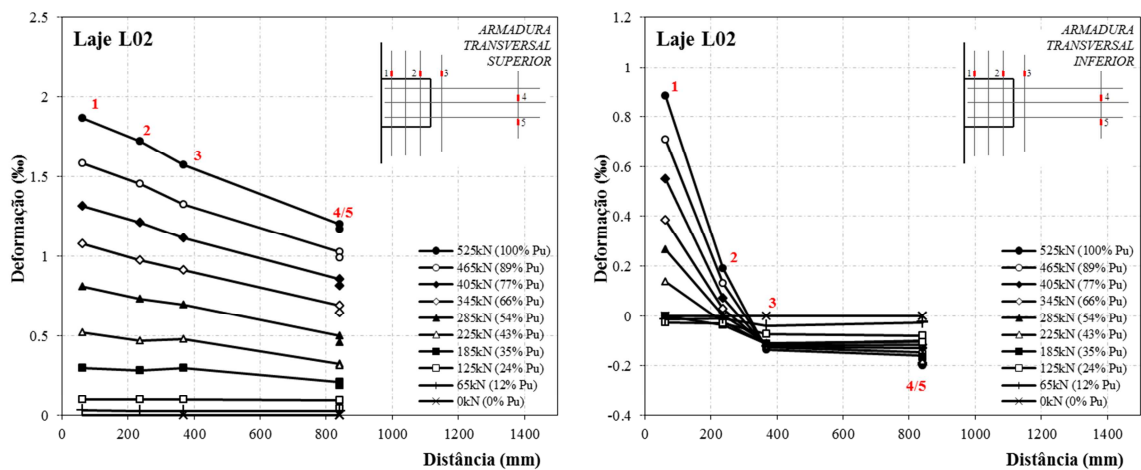 Laje L02
ARMADURA
TRANSVERSAL
SUPERIOR
1 2 3
4
5
2.5
2
1.5
1
0.5
0
Deformação (‰)
1
2
3
4/5
525kN (100% Pu)
465kN (89% Pu)
405kN (77% Pu)
345kN (66% Pu)
285kN (54% Pu)
225kN (43% Pu)
185kN (35% Pu)
125kN (24% Pu)
65kN (12% Pu)
0kN (0% Pu)
0 200 400 600 800 1000 1200 1400
Distância (mm)
Laje L02
ARMADURA
TRANSVERSAL
INFERIOR
1 2 3
4
5
1.2
1
0.8
0.6
0.4
0.2
0
-0.2
-0.4
Deformação (‰)
1
2
3
4/5
525kN (100% Pu)
465kN (89% Pu)
405kN (77% Pu)
345kN (66% Pu)
285kN (54% Pu)
225kN (43% Pu)
185kN (35% Pu)
125kN (24% Pu)
65kN (12% Pu)
0kN (0% Pu)
0 200 400 600 800 1000 1200 1400
Distância (mm)